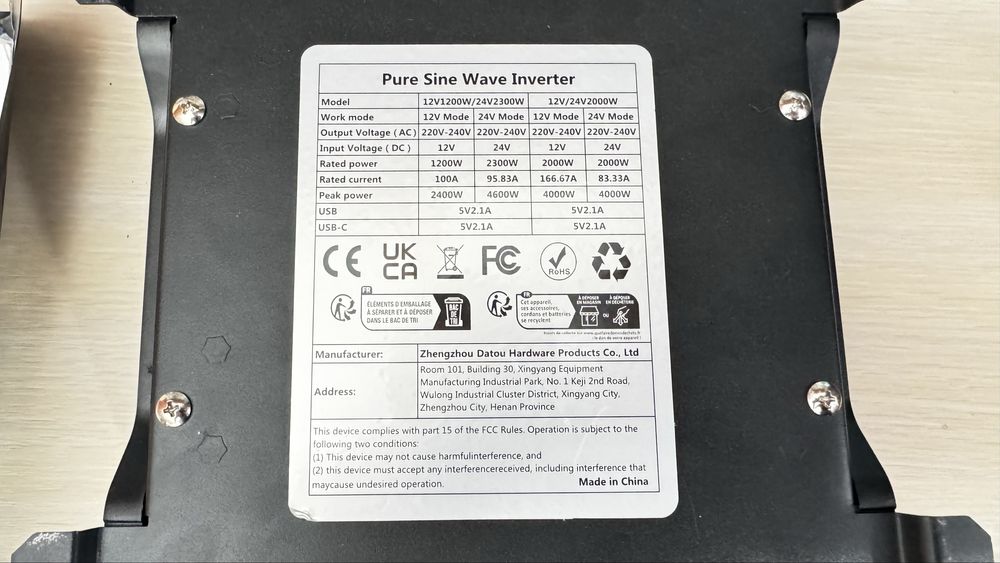 Pure Sine Wave Inverter
Model 12V1200W/24V2300W 12V/24V2000W
Work mode 12V Mode 24V Mode 12V Mode 24V Mode
Output Voltage ( AC ) 220V-240V 220V-240V 220V-240V 220V-240V
Input Voltage ( DC ) 12V 24V 12V 24V
Rated power 1200W 2300W 2000W 2000W
Rated current 100A 95.83A 166.67A 83.33A
Peak power 2400W 4600W 4000W 4000W
USB 5V2.1A 5V2.1A
USB-C 5V2.1A 5V2.1A
CE UK CA FC RoHS
FR
ÉLÉMENTS D'EMBALLAGE
À SÉPARER ET À DÉPOSER
DANS LE BAC DE TRI
BAC
DE
TRI
FR
Cet appareil,
ses accessoires,
cordons et batteries
se recyclent
À DÉPOSER
EN MAGASIN
OU
À DÉPOSER
EN DÉCHÈTERIE
Manufacturer: Zhengzhou Datou Hardware Products Co., Ltd
Address: Room 101, Building 30, Xingyang Equipment
Manufacturing Industrial Park, No. 1 Keji 2nd Road,
Wulong Industrial Cluster District, Xingyang City,
Zhengzhou City, Henan Province
This device complies with part 15 of the FCC Rules. Operation is subject to the
following two conditions:
(1) This device may not cause harmfulinterference, and
(2) this device must accept any interferencereceived, including interference that
maycause undesired operation.
Made in China